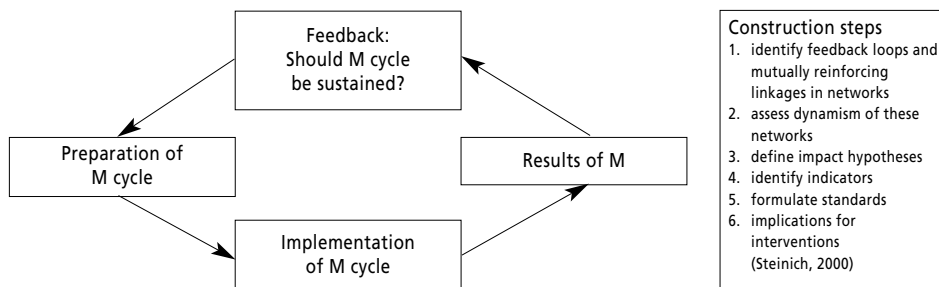 Feedback:
Should M cycle
be sustained?
Preparation of
M cycle
Results of M
Implementation
of M cycle
Construction steps
1. identify feedback loops and
mutually reinforcing
linkages in networks
2. assess dynamism of these
networks
3. define impact hypotheses
4. identify indicators
5. formulate standards
6. implications for
interventions
(Steinich, 2000)